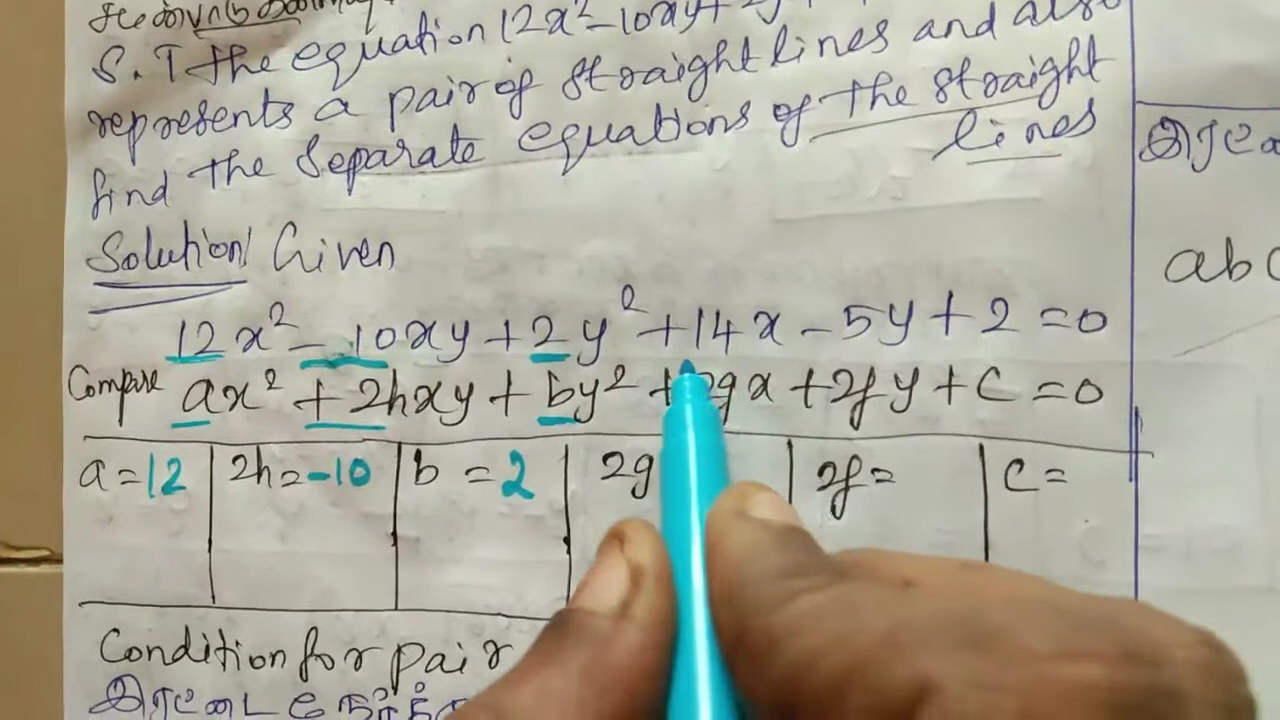 S.T the equation 12x² - 10xy +
represents a pair of straight lines and also
find the separate equations of the straight
lines
Solution Given
12x² - 10xy + 2y² + 14x - 5y + 2 = 0
Compare ax² + 2hxy + by² + 2gx + 2fy + C = 0
a = 12 | 2h = -10 | b = 2 | 2g | 2f = | C =
Condition for pair
இரட்டை
abc